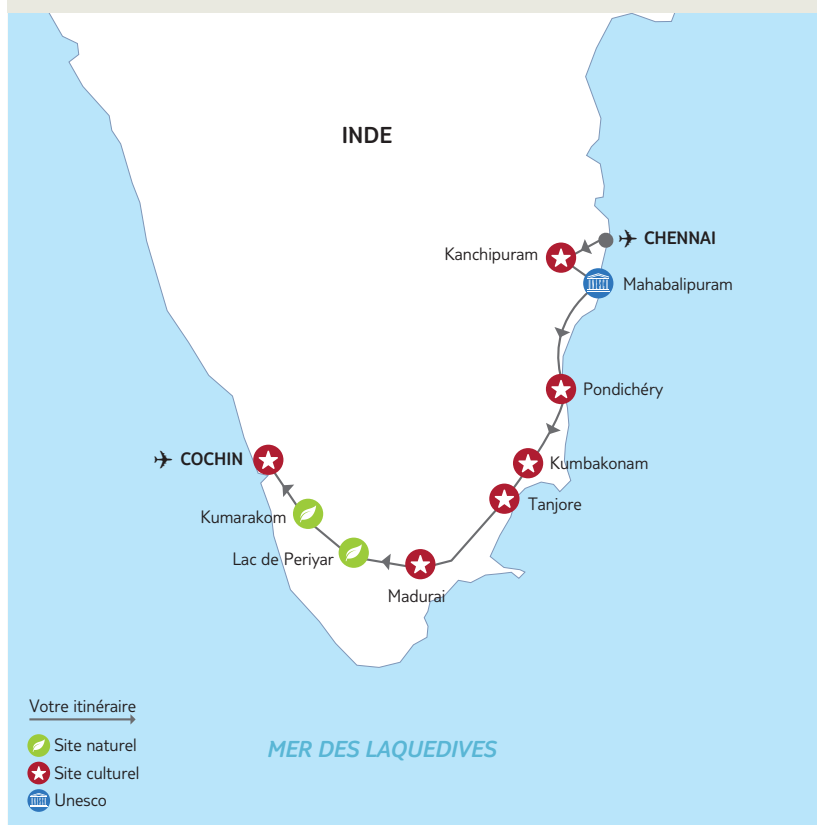 INDE
CHENNAI
Kanchipuram
Mahabalipuram
Pondichéry
COCHIN
Kumbakonam
Tanjore
Kumarakom
Lac de Periyar
Madurai
Votre itinéraire
MER DES LAQUEDIVES
Site naturel
Site culturel
Unesco